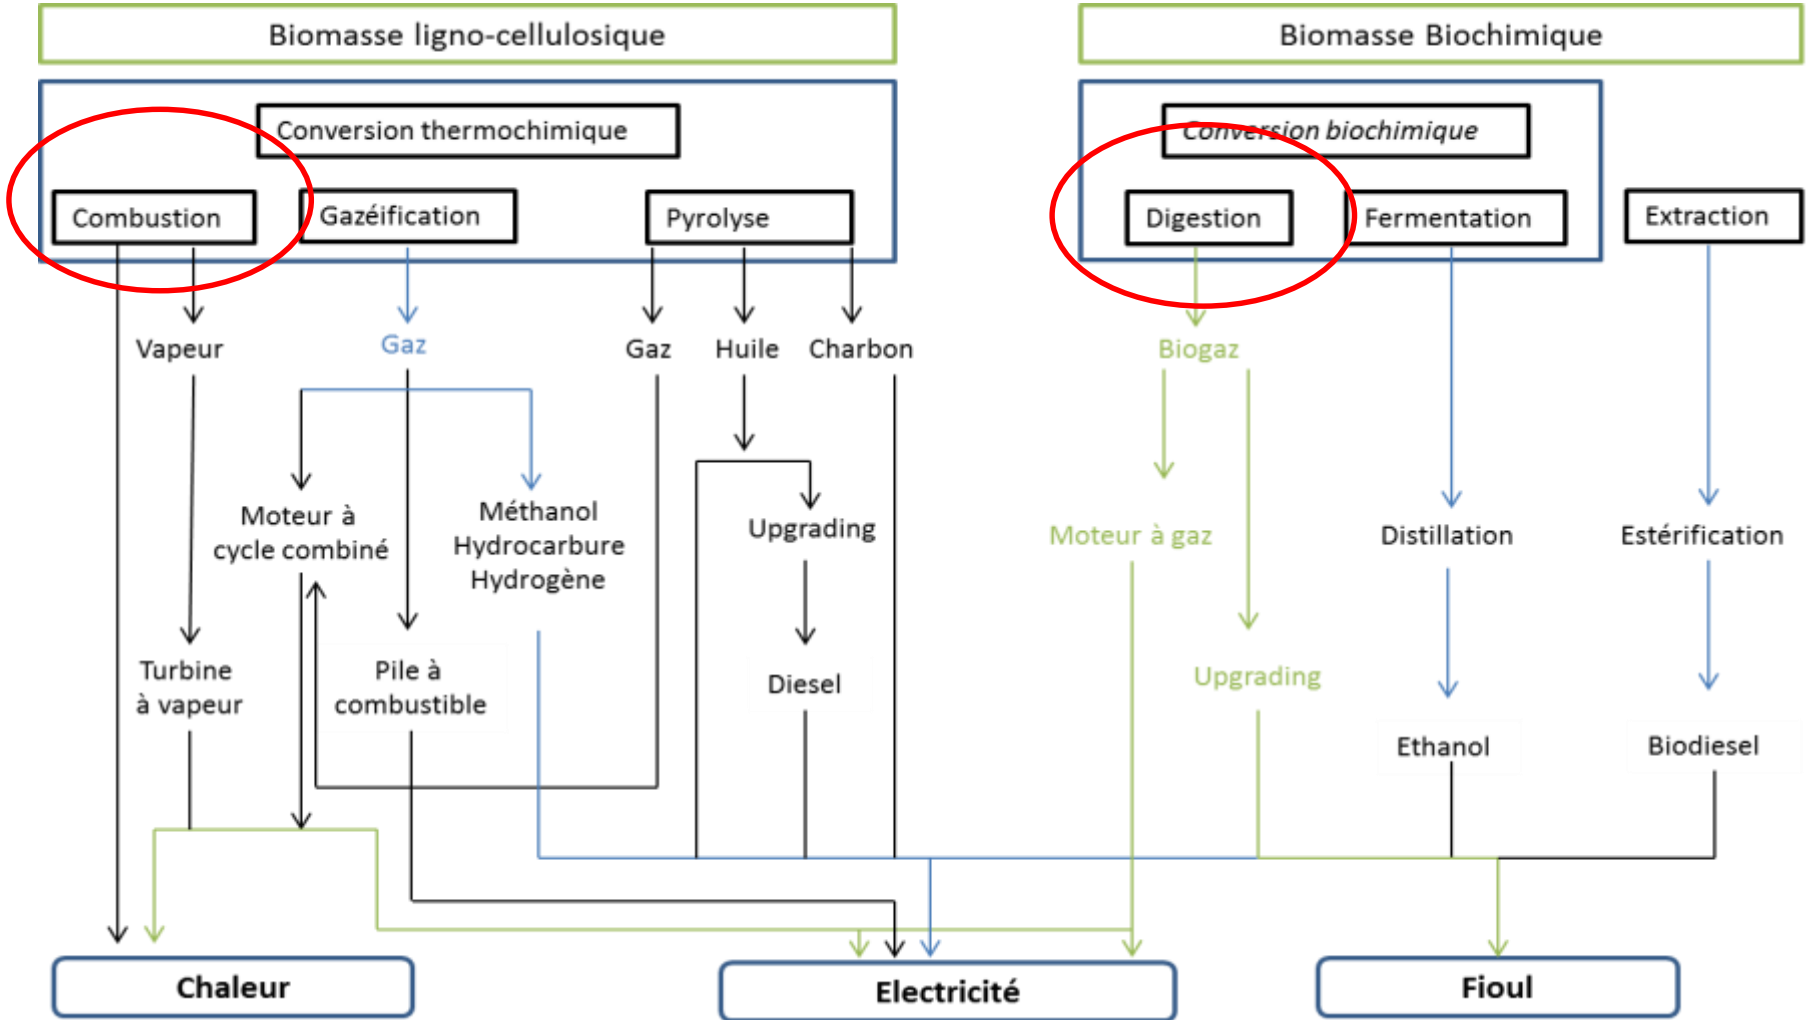 Biomasse ligno-cellulosique
Biomasse Biochimique
Conversion thermochimique
Conversion biochimique
Combustion
Gazéification
Pyrolyse
Digestion
Fermentation
Extraction
Vapeur
Gaz
Gaz
Huile
Charbon
Biogaz
Moteur à
cycle combiné
Méthanol
Hydrocarbure
Hydrogène
Upgrading
Moteur à gaz
Distillation
Estérification
Turbine
à vapeur
Pile à
combustible
Diesel
Upgrading
Ethanol
Biodiesel
Chaleur
Electricité
Fioul